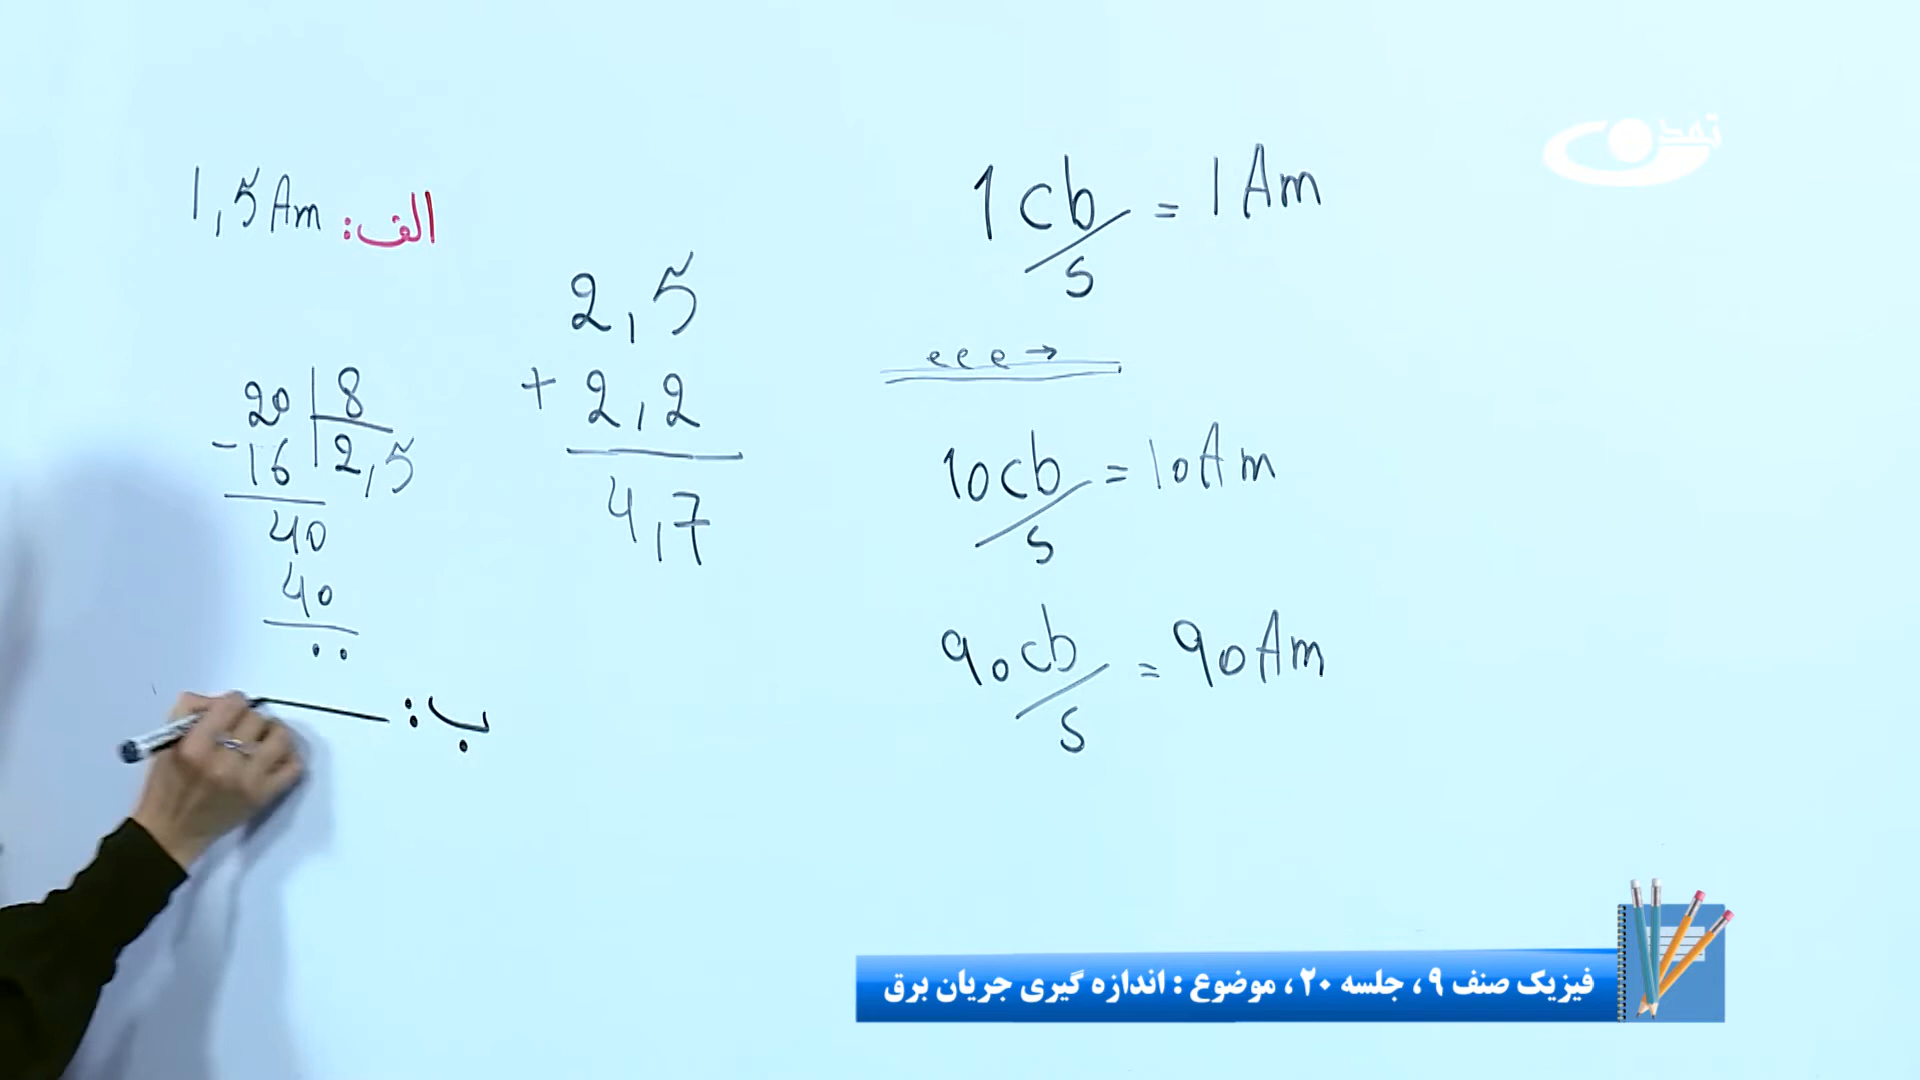 تمدن
1 cb/s = 1 Am
e e e →
10 cb/s = 10 Am
90 cb/s = 90 Am
الف: 1,5 Am
2,5
+ 2,2
4,7
20 | 8
- 16 | 2,5
40
40
..
ب:
فیزیک صنف ۹ ، جلسه ۲۰ ، موضوع : اندازه گیری جریان برق